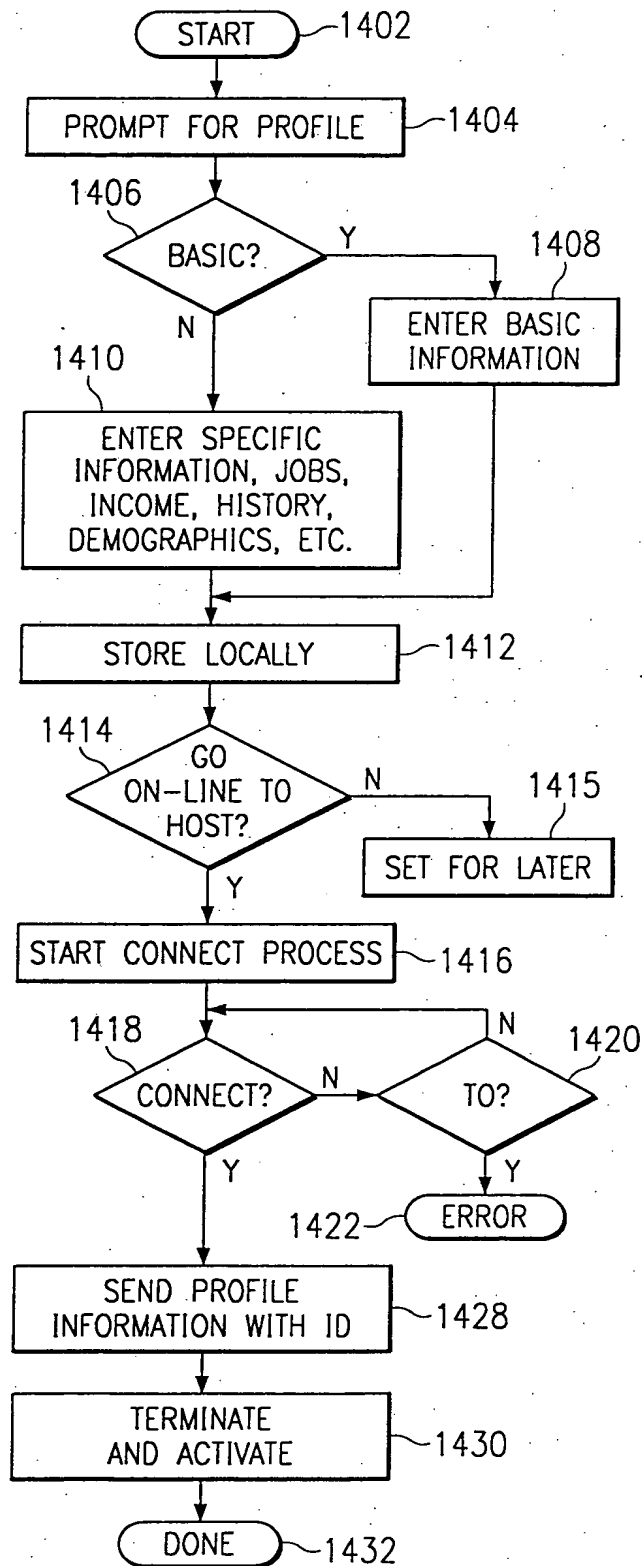 START
1402
PROMPT FOR PROFILE
1404
1406
BASIC?
Y
N
1408
ENTER BASIC
INFORMATION
1410
ENTER SPECIFIC
INFORMATION, JOBS,
INCOME, HISTORY,
DEMOGRAPHICS, ETC.
STORE LOCALLY
1412
1414
GO
ON-LINE TO
HOST?
N
Y
1415
SET FOR LATER
START CONNECT PROCESS
1416
1418
CONNECT?
N
Y
N
1420
TO?
Y
1422
ERROR
SEND PROFILE
INFORMATION WITH ID
1428
TERMINATE
AND ACTIVATE
1430
DONE
1432